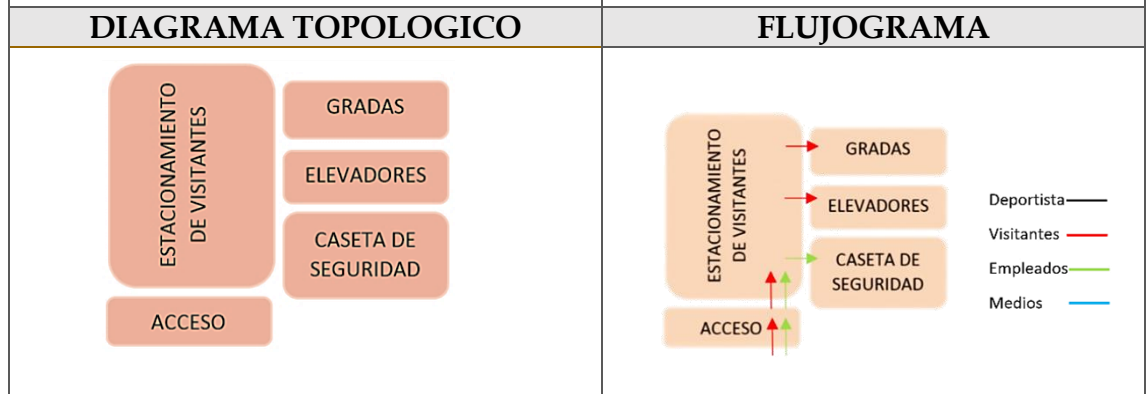 DIAGRAMA TOPOLOGICO
ESTACIONAMIENTO
DE VISITANTES
GRADAS
ELEVADORES
CASETA DE
SEGURIDAD
ACCESO
FLUJOGRAMA
ESTACIONAMIENTO
DE VISITANTES
GRADAS
ELEVADORES
CASETA DE
SEGURIDAD
ACCESO
Deportista
Visitantes
Empleados
Medios